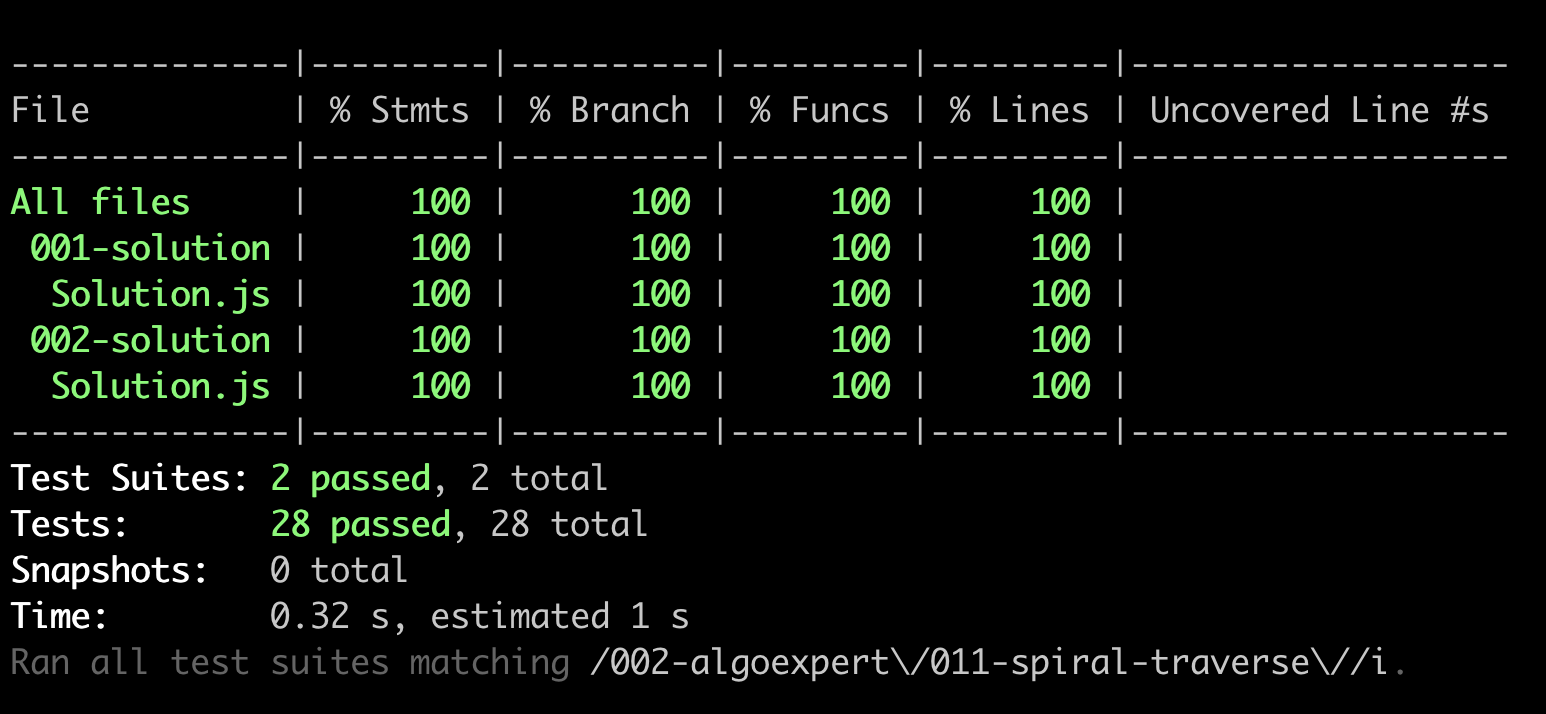 --------------|---------|----------|---------|---------|-------------------
File          | % Stmts | % Branch | % Funcs | % Lines | Uncovered Line #s
--------------|---------|----------|---------|---------|-------------------
All files     |     100 |      100 |     100 |     100 |
 001-solution |     100 |      100 |     100 |     100 |
  Solution.js |     100 |      100 |     100 |     100 |
 002-solution |     100 |      100 |     100 |     100 |
  Solution.js |     100 |      100 |     100 |     100 |
--------------|---------|----------|---------|---------|-------------------
Test Suites: 2 passed, 2 total
Tests:       28 passed, 28 total
Snapshots:   0 total
Time:        0.32 s, estimated 1 s
Ran all test suites matching /002-algoexpert\/011-spiral-traverse\//i.